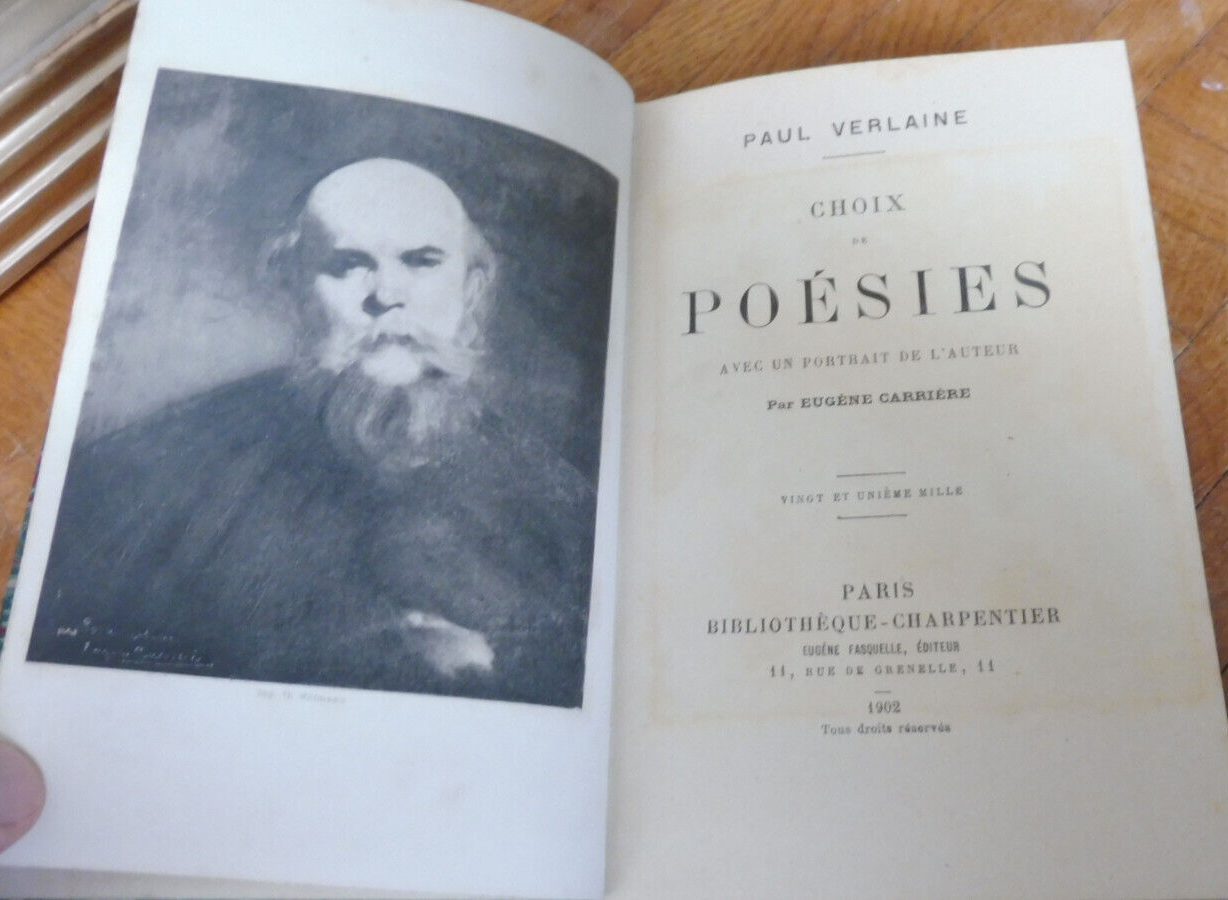 PAUL VERLAINE
CHOIX
DE
POÉSIES
AVEC UN PORTRAIT DE L'AUTEUR
Par EUGÈNE CARRIÈRE
VINGT ET UNIÈME MILLE
PARIS
BIBLIOTHÈQUE-CHARPENTIER
EUGÈNE FASQUELLE, ÉDITEUR
11, RUE DE GRENELLE, 11
1902
Tous droits réservés